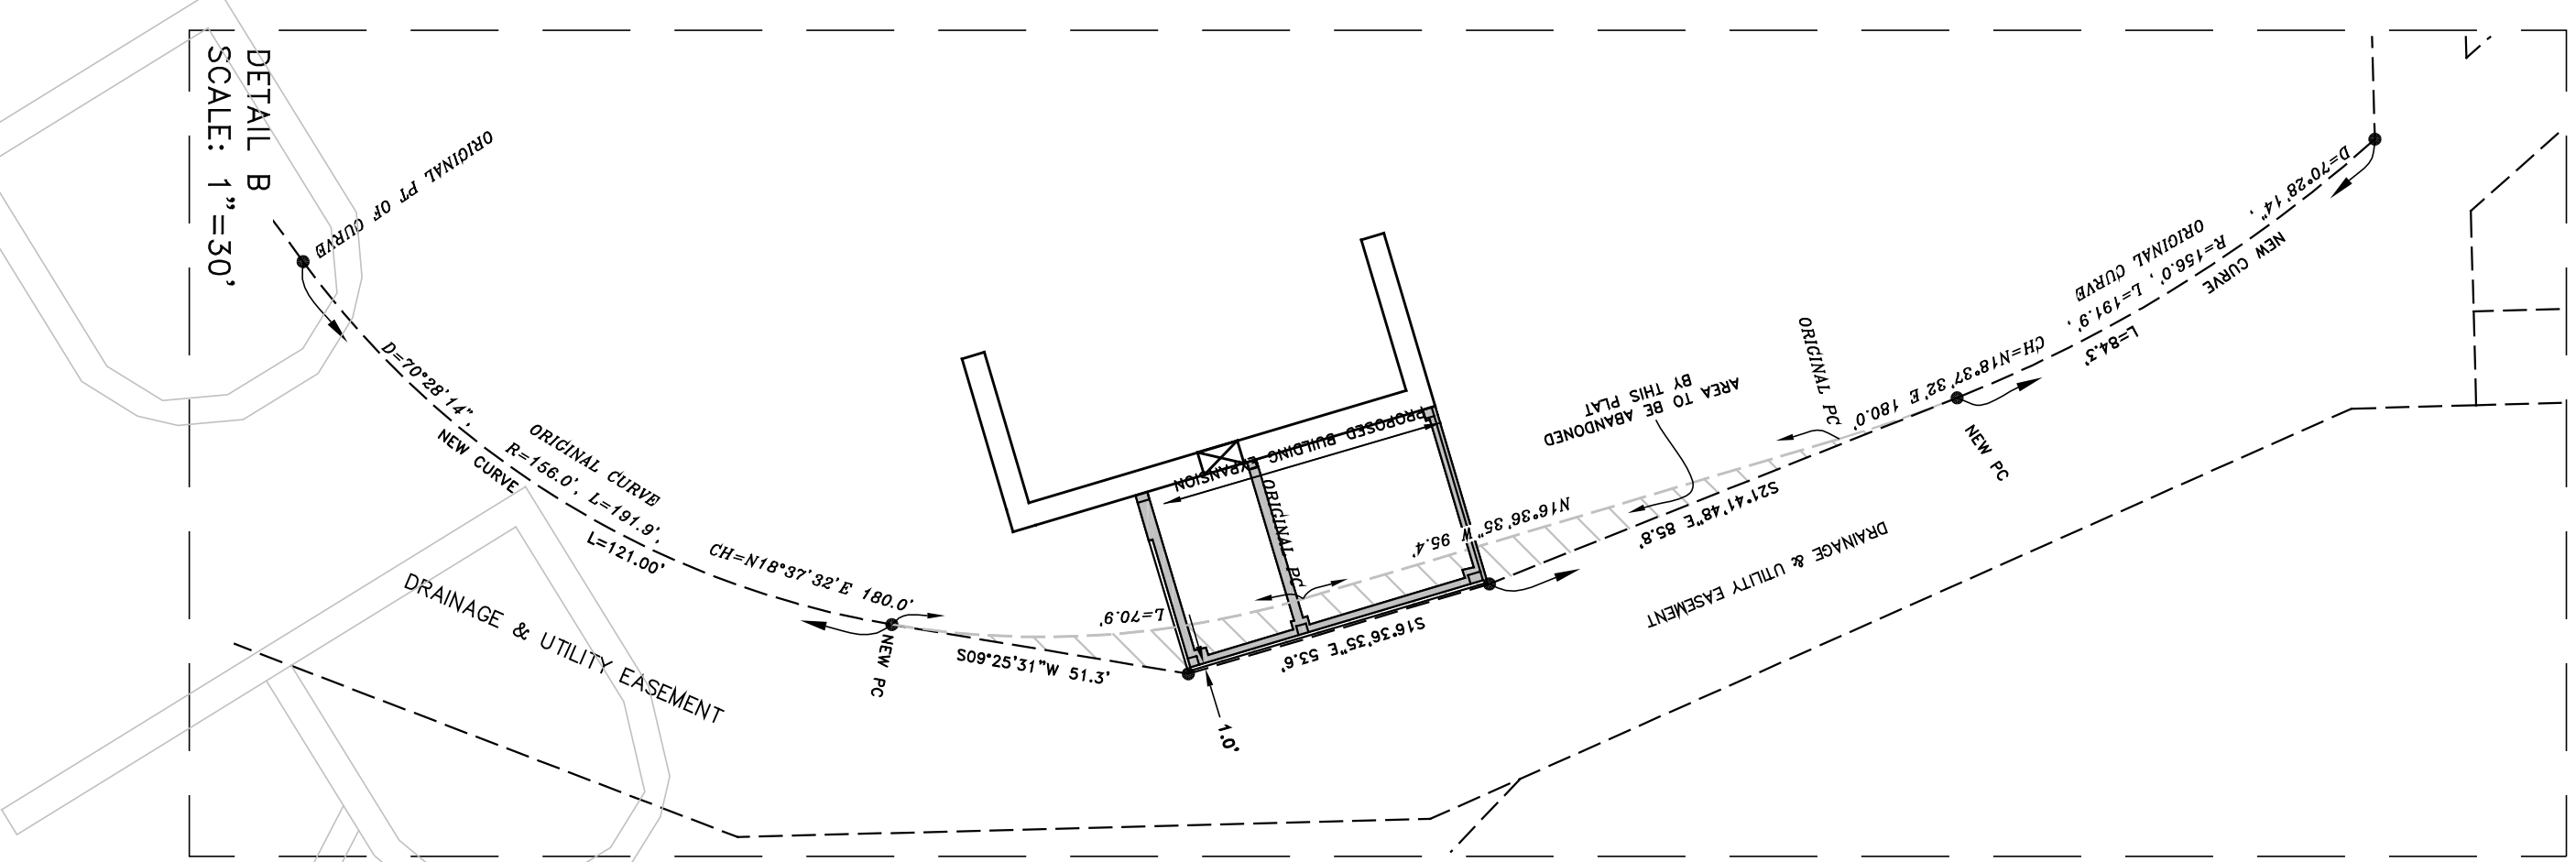 DETAIL B
SCALE: 1"=30'
ORIGINAL PT OF CURVE
D=70°28'14",
ORIGINAL CURVE
R=156.0', L=191.9',
NEW CURVE
L=121.00'
CH=N18°37'32'E 180.0'
DRAINAGE & UTILITY EASEMENT
NEW PC
S09°25'31"W 51.3'
L=70.9'
1.0'
PROPOSED BUILDING EXPANSION
ORIGINAL PC
S16°36'35"E 53.6'
N16°36'35"W 95.4'
AREA TO BE ABANDONED
BY THIS PLAT
S21°41'48"E 85.8'
DRAINAGE & UTILITY EASEMENT
ORIGINAL PC
NEW PC
CH=N18°37'32'E 180.0'
L=84.3'
R=156.0', L=191.9',
ORIGINAL CURVE
NEW CURVE
D=70°28'14",